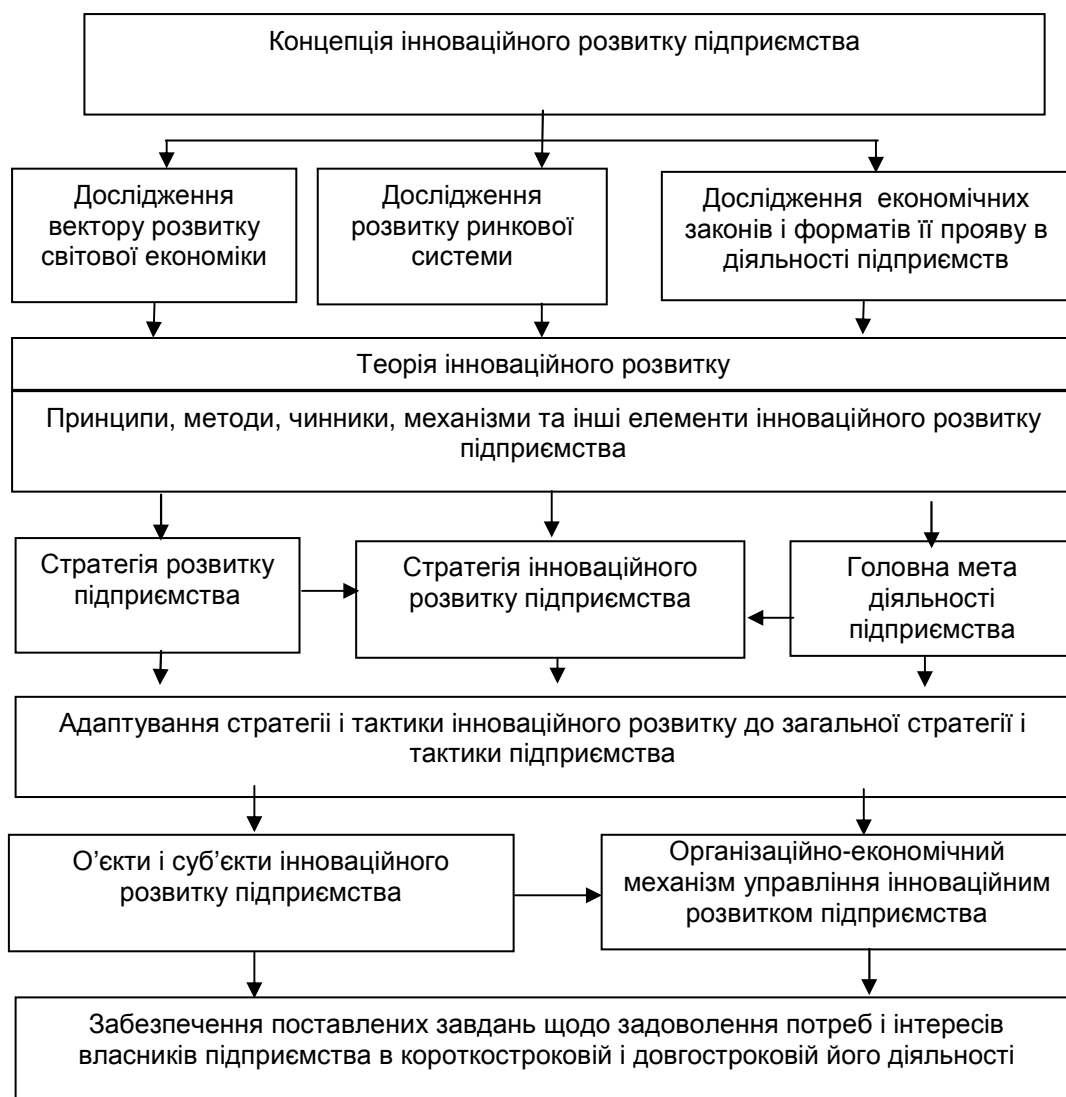 Концепція інноваційного розвитку підприємства
Дослідження
вектору розвитку
світової економіки
Дослідження
розвитку ринкової
системи
Дослідження економічних
законів і форматів її прояву в
діяльності підприємств
Теорія інноваційного розвитку
Принципи, методи, чинники, механізми та інші елементи інноваційного розвитку
підприємства
Стратегія розвитку
підприємства
Стратегія інноваційного
розвитку підприємства
Головна мета
діяльності
підприємства
Адаптування стратегіі і тактики інноваційного розвитку до загальної стратегії і
тактики підприємства
О’єкти і суб’єкти інноваційного
розвитку підприємства
Організаційно-економічний
механізм управління інноваційним
розвитком підприємства
Забезпечення поставлених завдань щодо задоволення потреб і інтересів
власників підприємства в короткостроковій і довгостроковій його діяльності